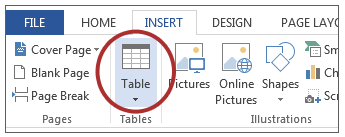 FILE HOME INSERT DESIGN PAGE LAYO
Cover Page
Blank Page
Page Break
Pages
Table
Tables
Pictures
Online
Pictures
Shapes
Illustrations
Sm
Ch
Scr